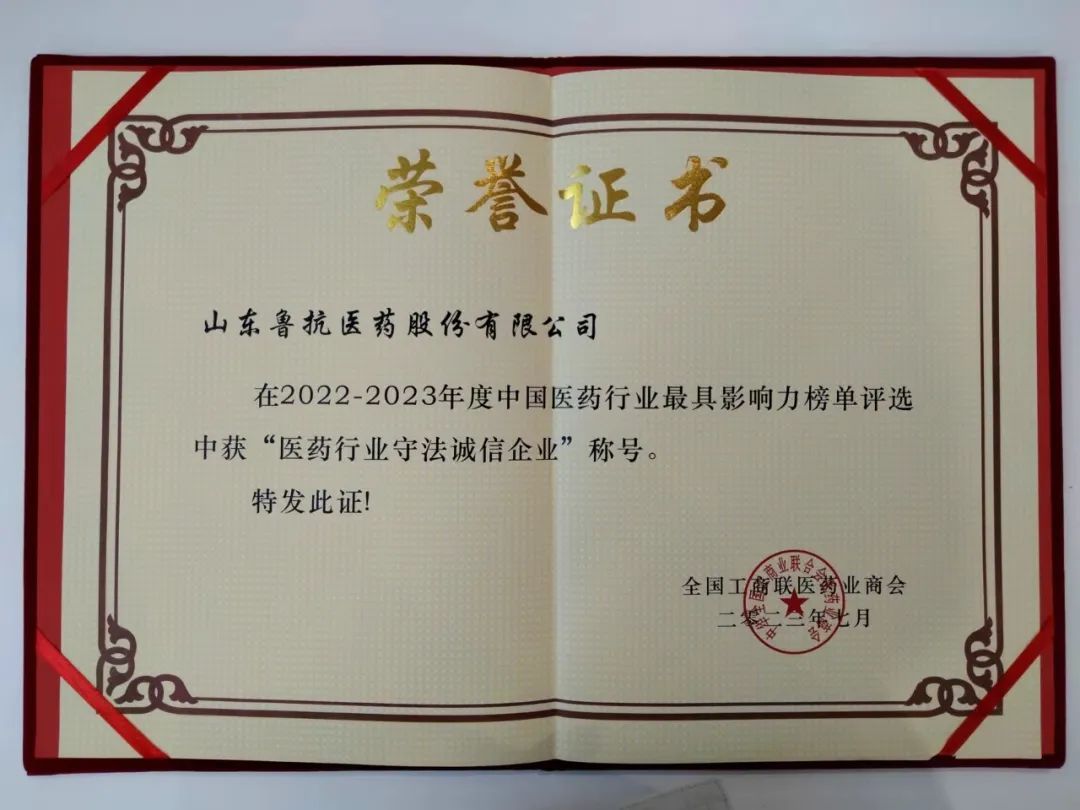 荣誉证书
山东鲁抗医药股份有限公司
在2022-2023年度中国医药行业最具影响力榜单评选
中获“医药行业守法诚信企业”称号。
特发此证!
全国工商联医药业商会
二零二三年七月